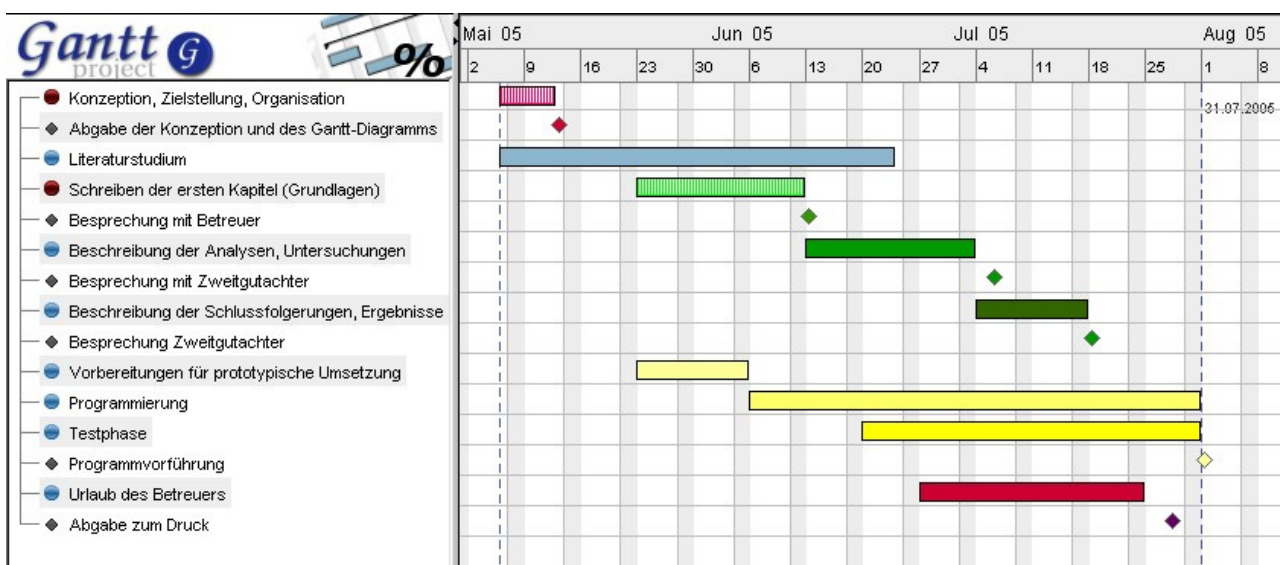 Gantt G
project
%
Mai 05 Jun 05 Jul 05 Aug 05
2 9 16 23 30 6 13 20 27 4 11 18 25 1 8
31.07.2005
Konzeption, Zielstellung, Organisation
Abgabe der Konzeption und des Gantt-Diagramms
Literaturstudium
Schreiben der ersten Kapitel (Grundlagen)
Besprechung mit Betreuer
Beschreibung der Analysen, Untersuchungen
Besprechung mit Zweitgutachter
Beschreibung der Schlussfolgerungen, Ergebnisse
Besprechung Zweitgutachter
Vorbereitungen für prototypische Umsetzung
Programmierung
Testphase
Programmvorführung
Urlaub des Betreuers
Abgabe zum Druck